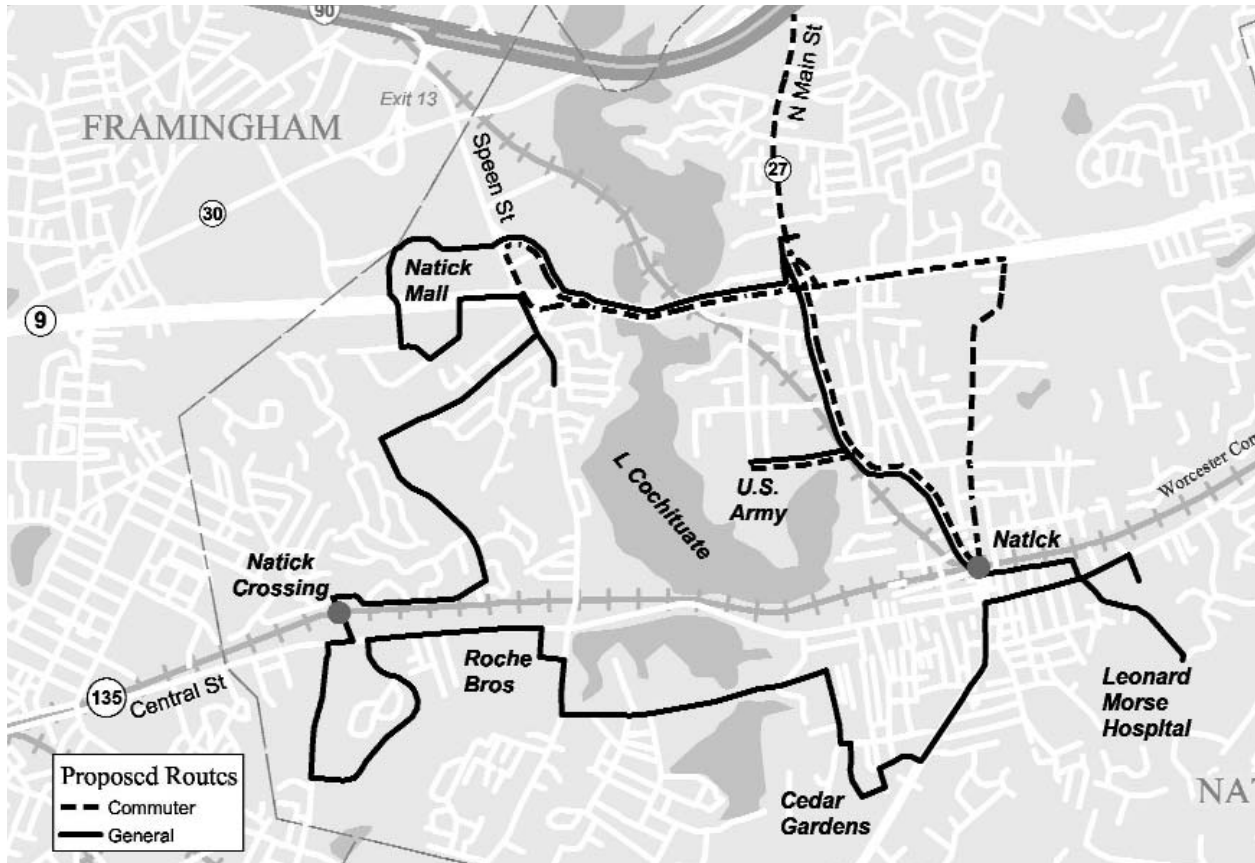 90
N Main St
Exit 13
FRAMINGHAM
Speen St
27
30
Natick
Mall
9
L Cochituate
U.S.
Army
Worcester Con
Natick
Natick
Crossing
Roche
Bros
Leonard
Morse
Hospital
135
Central St
Cedar
Gardens
NAT
Proposed Routes
Commuter
General